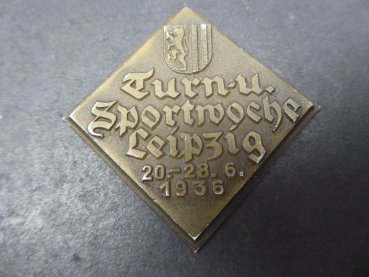 Turn-u.
Sportwoche
Leipzig
20.-28.6.
1936